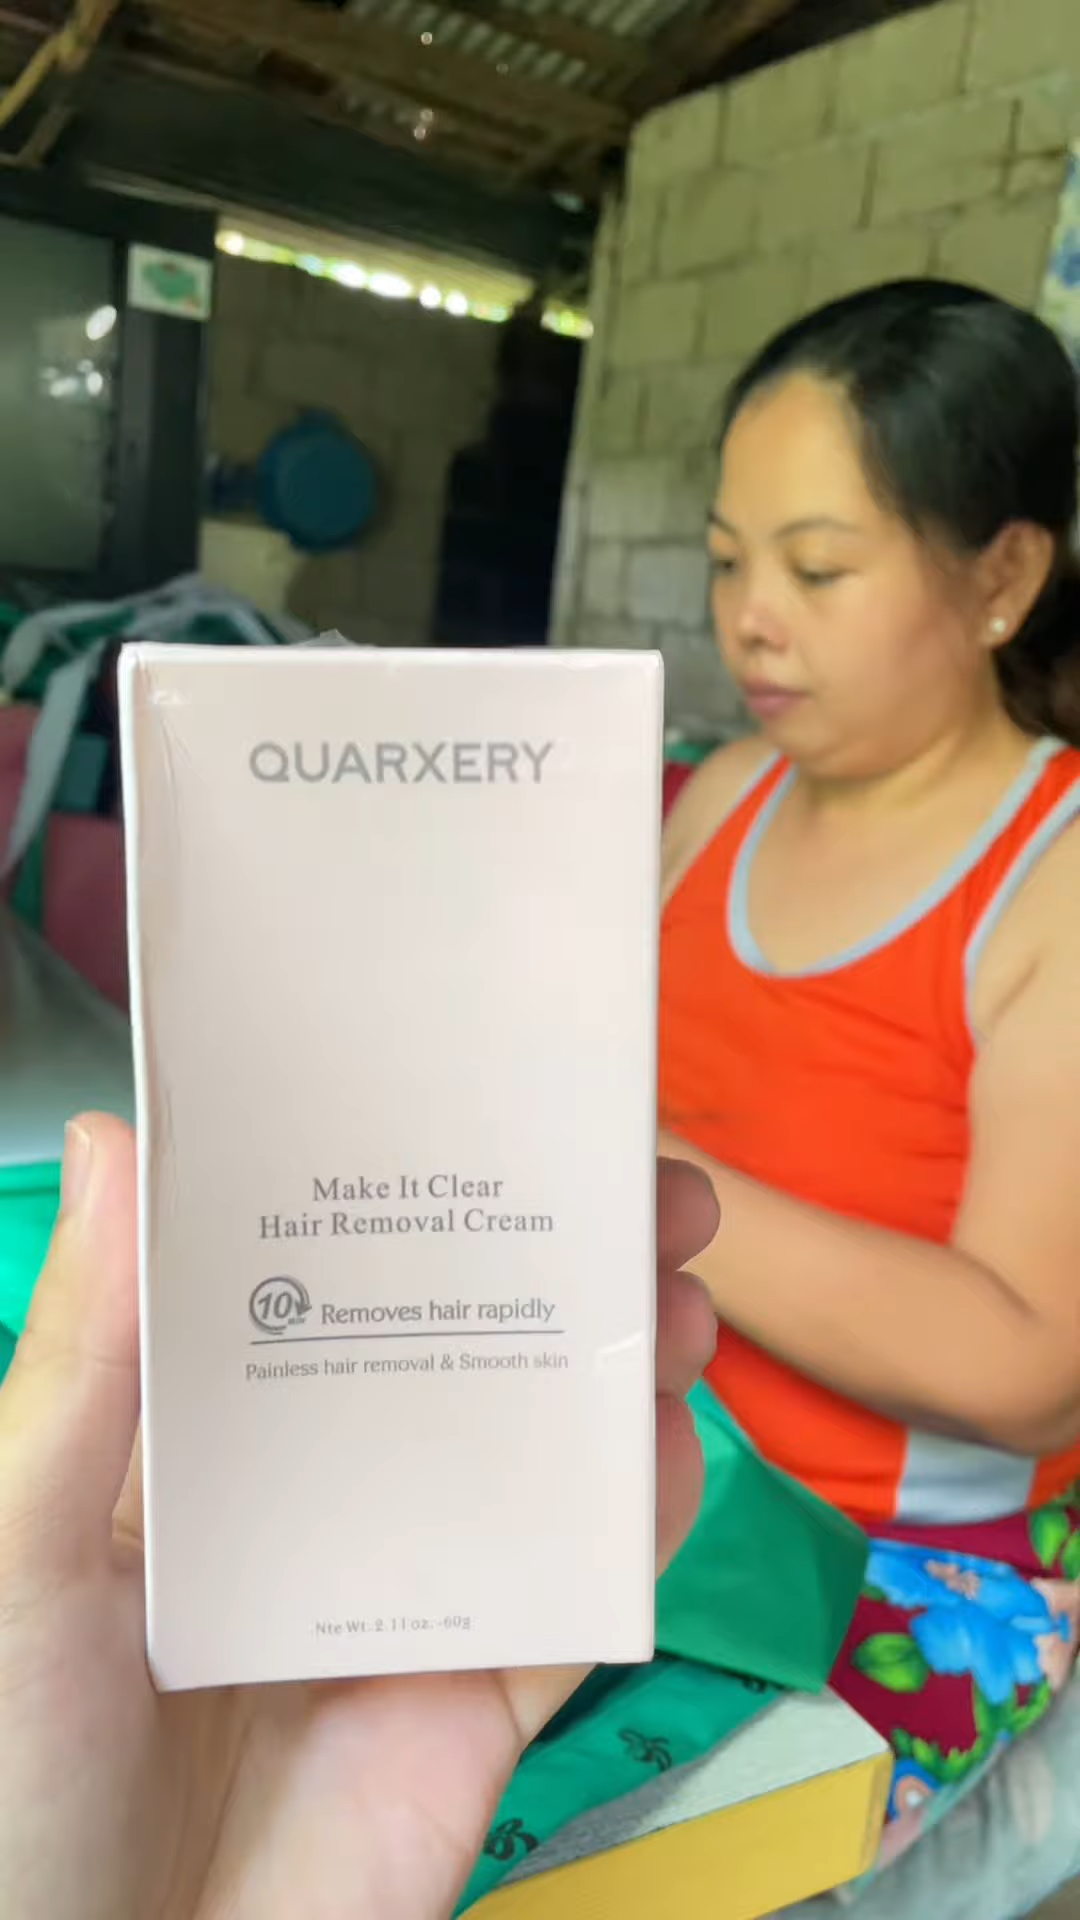 QUARXERY
Make It Clear
Hair Removal Cream
10
Removes hair rapidly
Painless hair removal & Smooth skin
Nte Wt. 2.11 oz. -60g